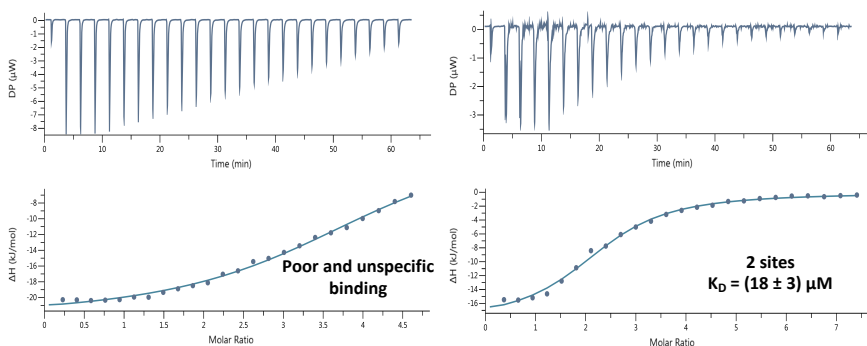 0
-1
-2
-3
-4
-5
-6
-7
-8
DP (µW)
0 10 20 30 40 50 60
Time (min)
0
-1
-2
-3
DP (µW)
0 10 20 30 40 50 60
Time (min)
-8
-10
-12
-14
-16
-18
-20
ΔH (kJ/mol)
0 0.5 1 1.5 2 2.5 3 3.5 4 4.5
Molar Ratio
Poor and unspecific
binding
0
-2
-4
-6
-8
-10
-12
-14
-16
ΔH (kJ/mol)
0 1 2 3 4 5 6 7
Molar Ratio
2 sites
K_D = (18 ± 3) µM